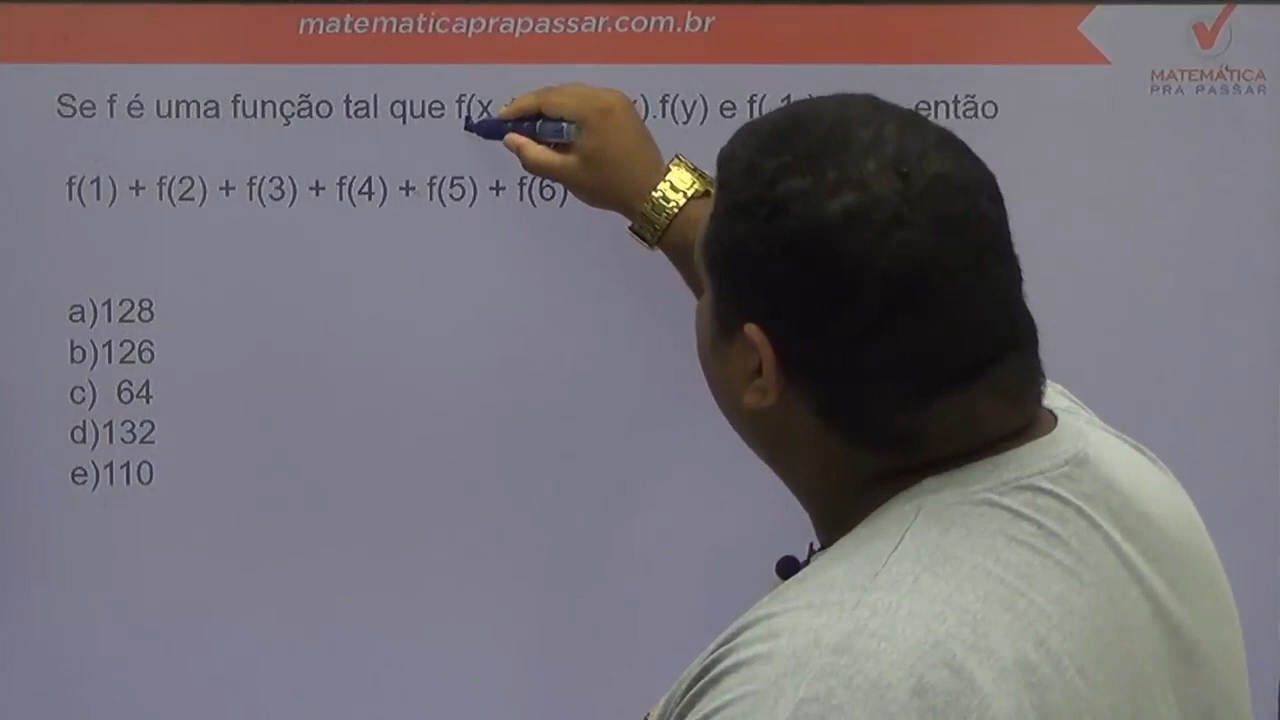 matematicaprapassar.com.br
MATEMÁTICA
PRA PASSAR
Se f é uma função tal que f(x ).f(y) e f( 1 então
f(1) + f(2) + f(3) + f(4) + f(5) + f(6)
a)128
b)126
c) 64
d)132
e)110